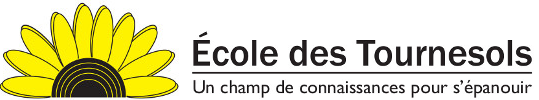 École des Tournesols
Un champ de connaissances pour s'épanouir